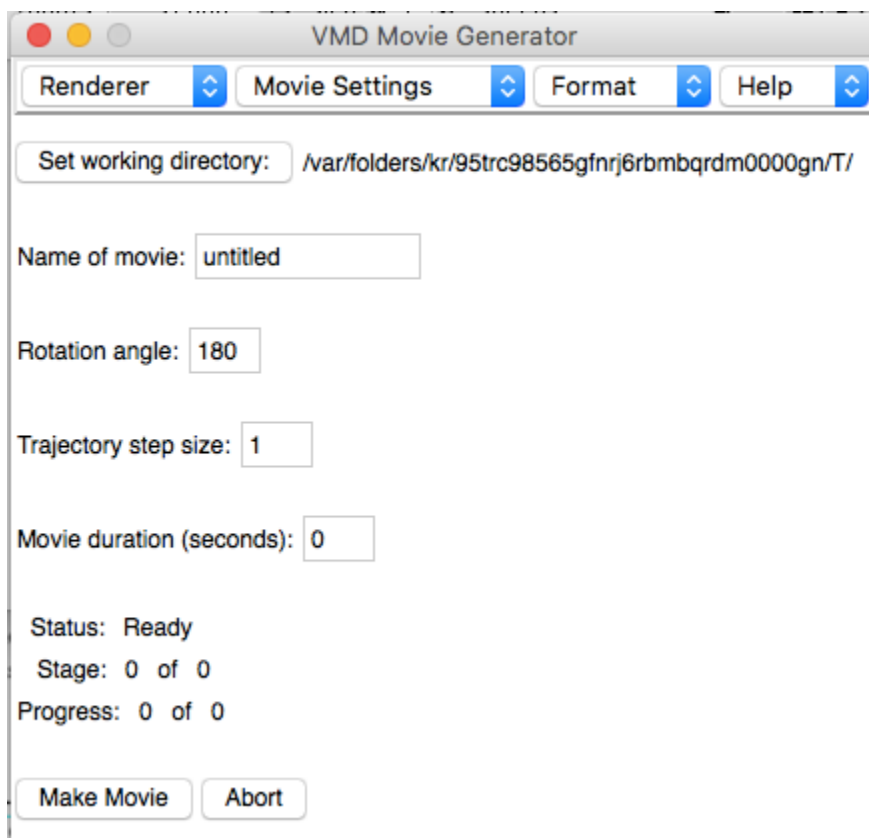 VMD Movie Generator
Renderer Movie Settings Format Help
Set working directory: /var/folders/kr/95trc98565gfnrj6rbmbqrdm0000gn/T/
Name of movie: untitled
Rotation angle: 180
Trajectory step size: 1
Movie duration (seconds): 0
Status: Ready
Stage: 0 of 0
Progress: 0 of 0
Make Movie Abort